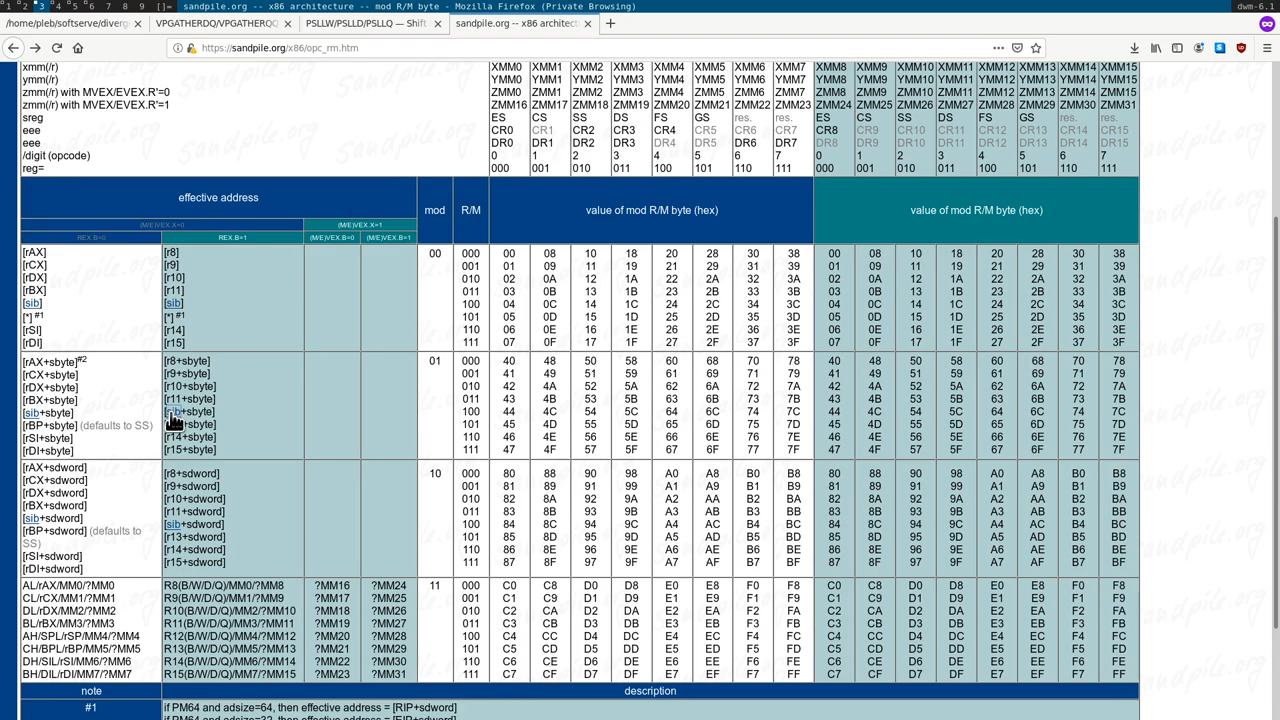 1 2 3 4 5 6 7 8 9 []= sandpile.org -- x86 architecture -- mod R/M byte - Mozilla Firefox (Private Browsing) dwm-6.1
/home/pleb/softserve/diverg × VPGATHERDQ/VPGATHERQQ × PSLLW/PSLLD/PSLLQ — Shift × sandpile.org -- x86 architec × +
https://sandpile.org/x86/opc_rm.htm
xmm(/r) XMM0 XMM1 XMM2 XMM3 XMM4 XMM5 XMM6 XMM7 XMM8 XMM9 XMM10 XMM11 XMM12 XMM13 XMM14 XMM15
ymm(/r) YMM0 YMM1 YMM2 YMM3 YMM4 YMM5 YMM6 YMM7 YMM8 YMM9 YMM10 YMM11 YMM12 YMM13 YMM14 YMM15
zmm(/r) with MVEX/EVEX.R'=0 ZMM0 ZMM1 ZMM2 ZMM3 ZMM4 ZMM5 ZMM6 ZMM7 ZMM8 ZMM9 ZMM10 ZMM11 ZMM12 ZMM13 ZMM14 ZMM15
zmm(/r) with MVEX/EVEX.R'=1 ZMM16 ZMM17 ZMM18 ZMM19 ZMM20 ZMM21 ZMM22 ZMM23 ZMM24 ZMM25 ZMM26 ZMM27 ZMM28 ZMM29 ZMM30 ZMM31
sreg ES CS SS DS FS GS res. res. ES CS SS DS FS GS res. res.
eee CR0 CR1 CR2 CR3 CR4 CR5 CR6 CR7 CR8 CR9 CR10 CR11 CR12 CR13 CR14 CR15
eee DR0 DR1 DR2 DR3 DR4 DR5 DR6 DR7 DR8 DR9 DR10 DR11 DR12 DR13 DR14 DR15
/digit (opcode) 0 1 2 3 4 5 6 7 0 1 2 3 4 5 6 7
reg= 000 001 010 011 100 101 110 111 000 001 010 011 100 101 110 111
effective address mod R/M value of mod R/M byte (hex) value of mod R/M byte (hex)
(M/E)VEX.X=0 (M/E)VEX.X=1
REX.B=0 REX.B=1 (M/E)VEX.B=0 (M/E)VEX.B=1
[rAX] [r8] 00 000 00 08 10 18 20 28 30 38 00 08 10 18 20 28 30 38
[rCX] [r9] 001 01 09 11 19 21 29 31 39 01 09 11 19 21 29 31 39
[rDX] [r10] 010 02 0A 12 1A 22 2A 32 3A 02 0A 12 1A 22 2A 32 3A
[rBX] [r11] 011 03 0B 13 1B 23 2B 33 3B 03 0B 13 1B 23 2B 33 3B
[sib] [sib] 100 04 0C 14 1C 24 2C 34 3C 04 0C 14 1C 24 2C 34 3C
[*] #1 [*] #1 101 05 0D 15 1D 25 2D 35 3D 05 0D 15 1D 25 2D 35 3D
[rSI] [r14] 110 06 0E 16 1E 26 2E 36 3E 06 0E 16 1E 26 2E 36 3E
[rDI] [r15] 111 07 0F 17 1F 27 2F 37 3F 07 0F 17 1F 27 2F 37 3F
[rAX+sbyte]#2 [r8+sbyte] 01 000 40 48 50 58 60 68 70 78 40 48 50 58 60 68 70 78
[rCX+sbyte] [r9+sbyte] 001 41 49 51 59 61 69 71 79 41 49 51 59 61 69 71 79
[rDX+sbyte] [r10+sbyte] 010 42 4A 52 5A 62 6A 72 7A 42 4A 52 5A 62 6A 72 7A
[rBX+sbyte] [r11+sbyte] 011 43 4B 53 5B 63 6B 73 7B 43 4B 53 5B 63 6B 73 7B
[sib+sbyte] [sib+sbyte] 100 44 4C 54 5C 64 6C 74 7C 44 4C 54 5C 64 6C 74 7C
[rBP+sbyte] (defaults to SS) +sbyte] 101 45 4D 55 5D 65 6D 75 7D 45 4D 55 5D 65 6D 75 7D
[rSI+sbyte] [r14+sbyte] 110 46 4E 56 5E 66 6E 76 7E 46 4E 56 5E 66 6E 76 7E
[rDI+sbyte] [r15+sbyte] 111 47 4F 57 5F 67 6F 77 7F 47 4F 57 5F 67 6F 77 7F
[rAX+sdword] [r8+sdword] 10 000 80 88 90 98 A0 A8 B0 B8 80 88 90 98 A0 A8 B0 B8
[rCX+sdword] [r9+sdword] 001 81 89 91 99 A1 A9 B1 B9 81 89 91 99 A1 A9 B1 B9
[rDX+sdword] [r10+sdword] 010 82 8A 92 9A A2 AA B2 BA 82 8A 92 9A A2 AA B2 BA
[rBX+sdword] [r11+sdword] 011 83 8B 93 9B A3 AB B3 BB 83 8B 93 9B A3 AB B3 BB
[sib+sdword] [sib+sdword] 100 84 8C 94 9C A4 AC B4 BC 84 8C 94 9C A4 AC B4 BC
[rBP+sdword] (defaults to [r13+sdword] 101 85 8D 95 9D A5 AD B5 BD 85 8D 95 9D A5 AD B5 BD
SS) [r14+sdword] 110 86 8E 96 9E A6 AE B6 BE 86 8E 96 9E A6 AE B6 BE
[rSI+sdword] [r15+sdword] 111 87 8F 97 9F A7 AF B7 BF 87 8F 97 9F A7 AF B7 BF
[rDI+sdword]
AL/rAX/MM0/?MM0 R8(B/W/D/Q)/MM0/?MM8 ?MM16 ?MM24 11 000 C0 C8 D0 D8 E0 E8 F0 F8 C0 C8 D0 D8 E0 E8 F0 F8
CL/rCX/MM1/?MM1 R9(B/W/D/Q)/MM1/?MM9 ?MM17 ?MM25 001 C1 C9 D1 D9 E1 E9 F1 F9 C1 C9 D1 D9 E1 E9 F1 F9
DL/rDX/MM2/?MM2 R10(B/W/D/Q)/MM2/?MM10 ?MM18 ?MM26 010 C2 CA D2 DA E2 EA F2 FA C2 CA D2 DA E2 EA F2 FA
BL/rBX/MM3/?MM3 R11(B/W/D/Q)/MM3/?MM11 ?MM19 ?MM27 011 C3 CB D3 DB E3 EB F3 FB C3 CB D3 DB E3 EB F3 FB
AH/SPL/rSP/MM4/?MM4 R12(B/W/D/Q)/MM4/?MM12 ?MM20 ?MM28 100 C4 CC D4 DC E4 EC F4 FC C4 CC D4 DC E4 EC F4 FC
CH/BPL/rBP/MM5/?MM5 R13(B/W/D/Q)/MM5/?MM13 ?MM21 ?MM29 101 C5 CD D5 DD E5 ED F5 FD C5 CD D5 DD E5 ED F5 FD
DH/SIL/rSI/MM6/?MM6 R14(B/W/D/Q)/MM6/?MM14 ?MM22 ?MM30 110 C6 CE D6 DE E6 EE F6 FE C6 CE D6 DE E6 EE F6 FE
BH/DIL/rDI/MM7/?MM7 R15(B/W/D/Q)/MM7/?MM15 ?MM23 ?MM31 111 C7 CF D7 DF E7 EF F7 FF C7 CF D7 DF E7 EF F7 FF
note description
#1 if PM64 and adsize=64, then effective address = [RIP+sdword]
if PM64 and adsize=32, then effective address = [EIP+sdword]